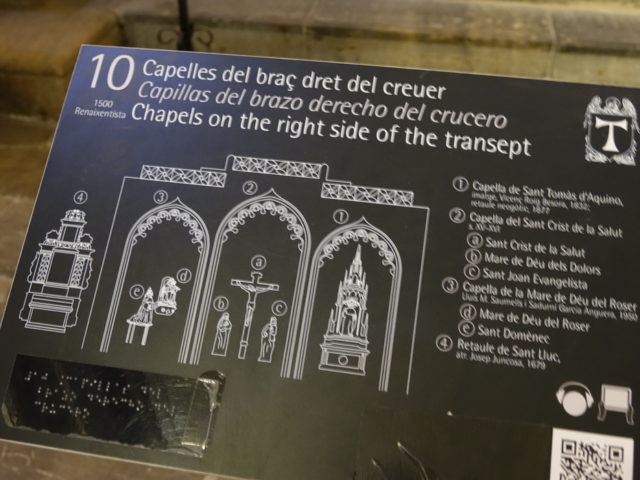 10 Capelles del braç dret del creuer
Capillas del brazo derecho del crucero
1500
Renaixentista
Chapels on the right side of the transept
T
1 Capella de Sant Tomàs d'Aquino,
imatge, Vicenç Roig Besora, 1932;
retaule neogòtic, 1877
2 Capella del Sant Crist de la Salut
s. XV-XVI
a Sant Crist de la Salut
b Mare de Déu dels Dolors
c Sant Joan Evangelista
3 Capella de la Mare de Déu del Roser
Lluís M. Saumells i Sadurní Garcia Anguera, 1956
d Mare de Déu del Roser
e Sant Domènec
4 Retaule de Sant Lluc,
atr. Josep Juncosa, 1679
4
3
2
1
a
b
c
d
e